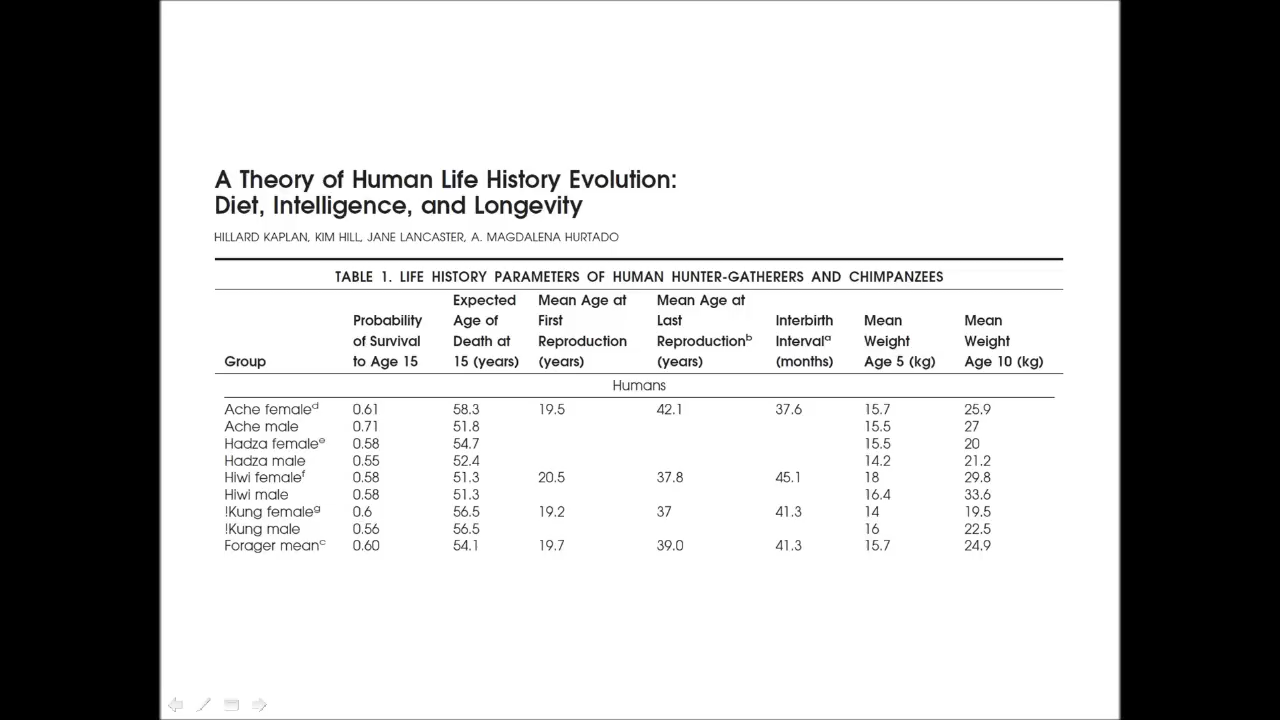 A Theory of Human Life History Evolution:
Diet, Intelligence, and Longevity
HILLARD KAPLAN, KIM HILL, JANE LANCASTER, A. MAGDALENA HURTADO
TABLE 1. LIFE HISTORY PARAMETERS OF HUMAN HUNTER-GATHERERS AND CHIMPANZEES
Expected Mean Age at Mean Age at
Probability Age of First Last Interbirth Mean Mean
of Survival Death at Reproduction Reproductionᵇ Intervalᵃ Weight Weight
Group to Age 15 15 (years) (years) (years) (months) Age 5 (kg) Age 10 (kg)
Humans
Ache femaleᵈ 0.61 58.3 19.5 42.1 37.6 15.7 25.9
Ache male 0.71 51.8 15.5 27
Hadza femaleᵉ 0.58 54.7 15.5 20
Hadza male 0.55 52.4 14.2 21.2
Hiwi femaleᶠ 0.58 51.3 20.5 37.8 45.1 18 29.8
Hiwi male 0.58 51.3 16.4 33.6
!Kung femaleᵍ 0.6 56.5 19.2 37 41.3 14 19.5
!Kung male 0.56 56.5 16 22.5
Forager meanᶜ 0.60 54.1 19.7 39.0 41.3 15.7 24.9